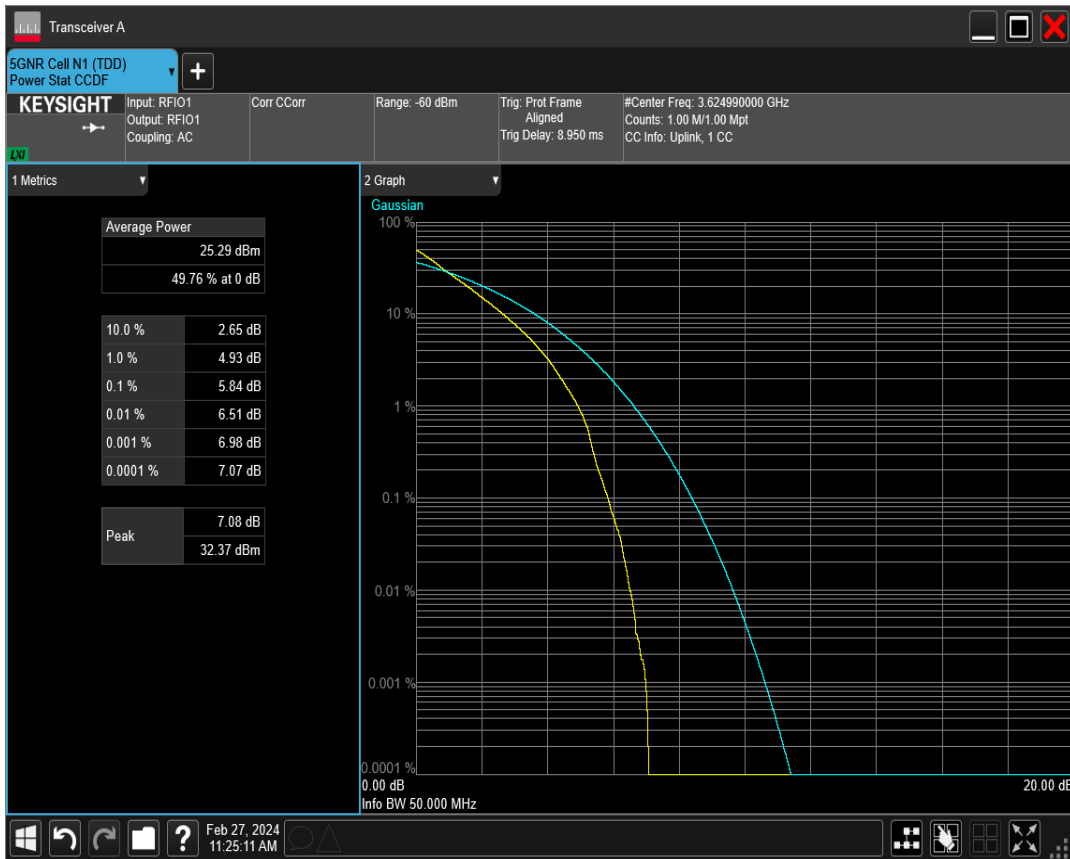 Transceiver A
5GNR Cell N1 (TDD)
Power Stat CCDF
+
KEYSIGHT
LXI
Input: RFIO1
Output: RFIO1
Coupling: AC
Corr CCorr
Range: -60 dBm
Trig: Prot Frame
Aligned
Trig Delay: 8.950 ms
#Center Freq: 3.624990000 GHz
Counts: 1.00 M/1.00 Mpt
CC Info: Uplink, 1 CC
1 Metrics
Average Power
25.29 dBm
49.76 % at 0 dB
10.0 % 2.65 dB
1.0 % 4.93 dB
0.1 % 5.84 dB
0.01 % 6.51 dB
0.001 % 6.98 dB
0.0001 % 7.07 dB
Peak 7.08 dB
32.37 dBm
2 Graph
Gaussian
100 %
10 %
1 %
0.1 %
0.01 %
0.001 %
0.0001 %
0.00 dB 20.00 dB
Info BW 50.000 MHz
? Feb 27, 2024
11:25:11 AM